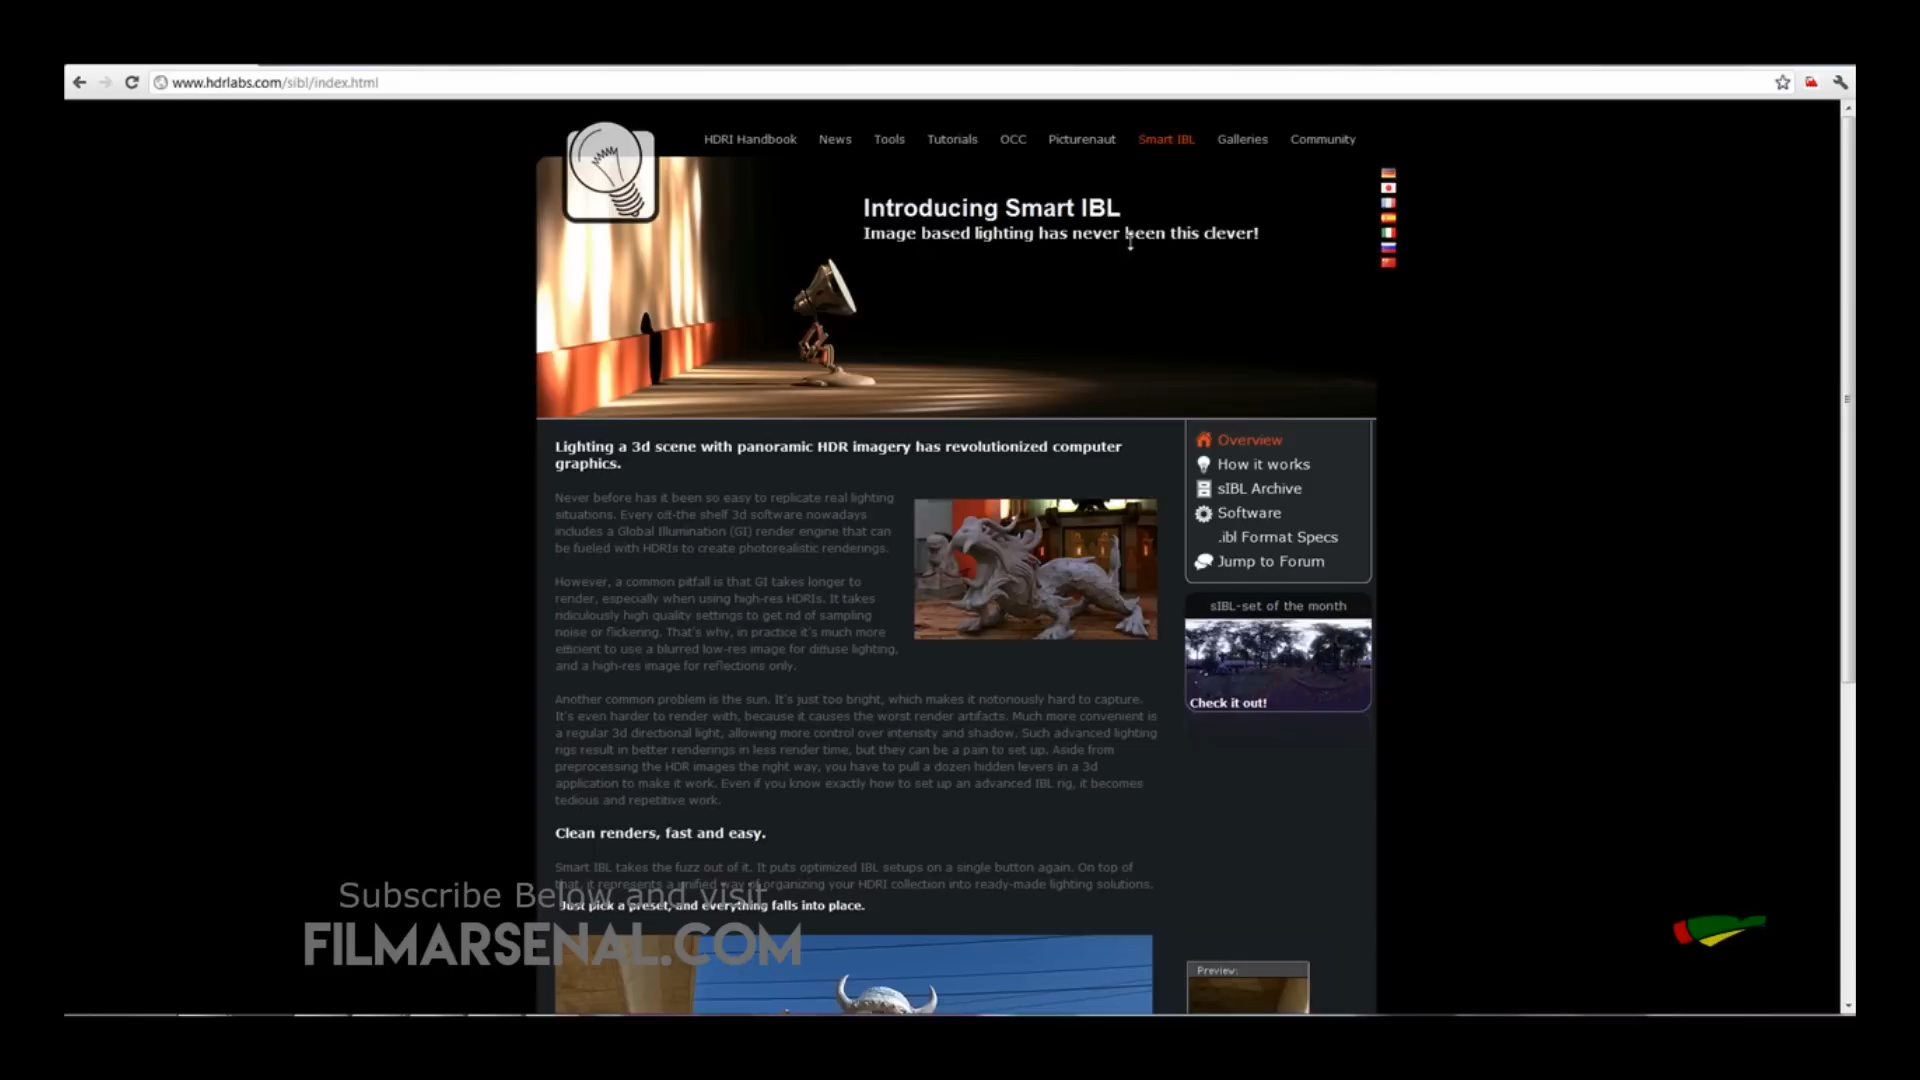 www.hdrlabs.com/sibl/index.html
HDRI Handbook News Tools Tutorials OCC Picturenaut Smart IBL Galleries Community
Introducing Smart IBL
Image based lighting has never been this clever!
Lighting a 3d scene with panoramic HDR imagery has revolutionized computer
graphics.
Never before has it been so easy to replicate real lighting
situations. Every off-the shelf 3d software nowadays
includes a Global Illumination (GI) render engine that can
be fueled with HDRIs to create photorealistic renderings.
However, a common pitfall is that GI takes longer to
render, especially when using high-res HDRIs. It takes
ridiculously high quality settings to get rid of sampling
noise or flickering. That's why, in practice it's much more
efficient to use a blurred low-res image for diffuse lighting,
and a high-res image for reflections only.
Another common problem is the sun. It's just too bright, which makes it notoriously hard to capture.
It's even harder to render with, because it causes the worst render artifacts. Much more convenient is
a regular 3d directional light, allowing more control over intensity and shadow. Such advanced lighting
rigs result in better renderings in less render time, but they can be a pain to set up. Aside from
preprocessing the HDR images the right way, you have to pull a dozen hidden levers in a 3d
application to make it work. Even if you know exactly how to set up an advanced IBL rig, it becomes
tedious and repetitive work.
Clean renders, fast and easy.
Smart IBL takes the fuzz out of it. It puts optimized IBL setups on a single button again. On top of
that, it represents a unified way of organizing your HDRI collection into ready-made lighting solutions.
Just pick a preset, and everything falls into place.
Overview
How it works
sIBL Archive
Software
.ibl Format Specs
Jump to Forum
sIBL-set of the month
Check it out!
Preview:
Subscribe Below and visit
FILMARSENAL.COM